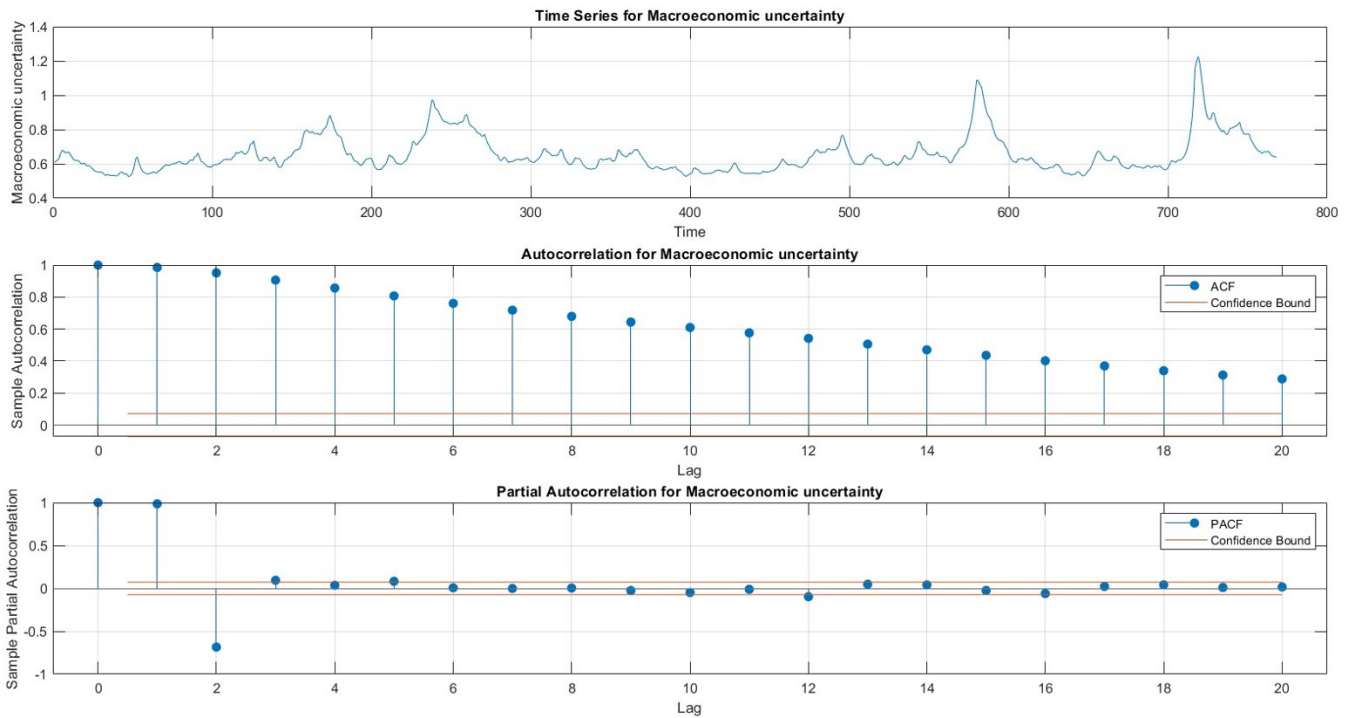 Time Series for Macroeconomic uncertainty
Macroeconomic uncertainty
1.4
1.2
1
0.8
0.6
0.4
0 100 200 300 400 500 600 700 800
Time
Autocorrelation for Macroeconomic uncertainty
Sample Autocorrelation
1
0.8
0.6
0.4
0.2
0
ACF
Confidence Bound
0 2 4 6 8 10 12 14 16 18 20
Lag
Partial Autocorrelation for Macroeconomic uncertainty
Sample Partial Autocorrelation
1
0.5
0
-0.5
-1
PACF
Confidence Bound
0 2 4 6 8 10 12 14 16 18 20
Lag